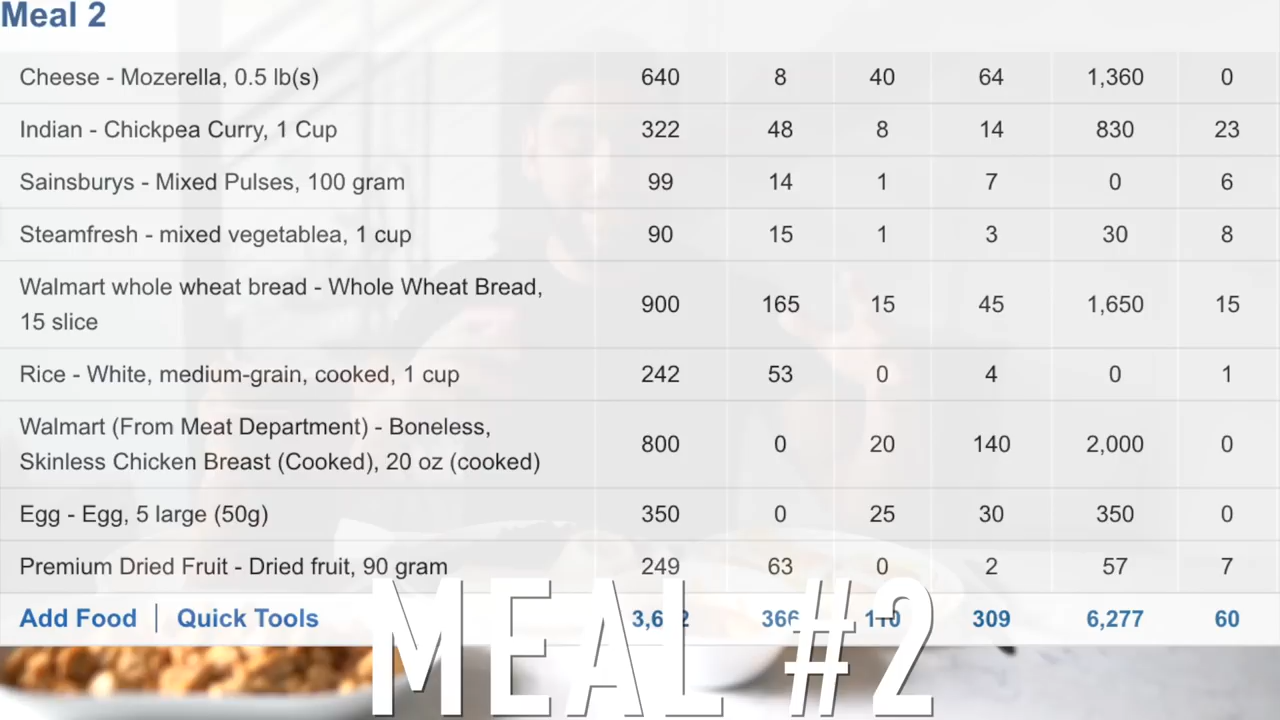 Meal 2
Cheese - Mozerella, 0.5 lb(s) 640 8 40 64 1,360 0
Indian - Chickpea Curry, 1 Cup 322 48 8 14 830 23
Sainsburys - Mixed Pulses, 100 gram 99 14 1 7 0 6
Steamfresh - mixed vegetablea, 1 cup 90 15 1 3 30 8
Walmart whole wheat bread - Whole Wheat Bread,
15 slice 900 165 15 45 1,650 15
Rice - White, medium-grain, cooked, 1 cup 242 53 0 4 0 1
Walmart (From Meat Department) - Boneless,
Skinless Chicken Breast (Cooked), 20 oz (cooked) 800 0 20 140 2,000 0
Egg - Egg, 5 large (50g) 350 0 25 30 350 0
Premium Dried Fruit - Dried fruit, 90 gram 249 63 0 2 57 7
Add Food | Quick Tools 366 110 309 6,277 60
MEAL #2